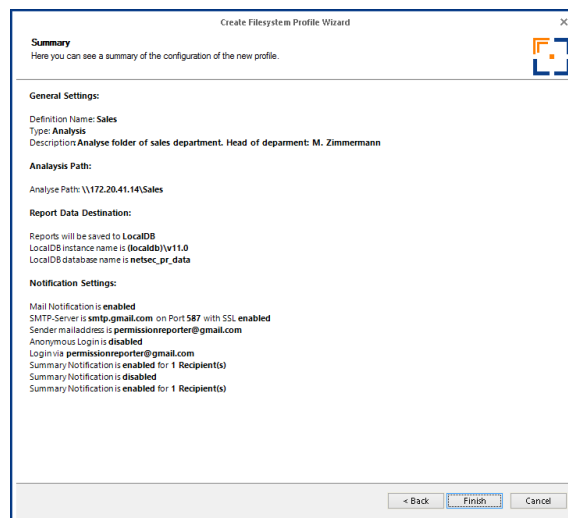 Create Filesystem Profile Wizard
Summary
Here you can see a summary of the configuration of the new profile.
General Settings:
Definition Name: Sales
Type: Analysis
Description: Analyse folder of sales department. Head of deparment: M. Zimmermann
Analaysis Path:
Analyse Path: \\172.20.41.14\Sales
Report Data Destination:
Reports will be saved to LocalDB
LocalDB instance name is (localdb)\v11.0
LocalDB database name is netsec_pr_data
Notification Settings:
Mail Notification is enabled
SMTP-Server is smtp.gmail.com on Port 587 with SSL enabled
Sender mailaddress is permissionreporter@gmail.com
Anonymous Login is disabled
Login via permissionreporter@gmail.com
Summary Notification is enabled for 1 Recipient(s)
Summary Notification is disabled
Summary Notification is enabled for 1 Recipient(s)
< Back Finish Cancel